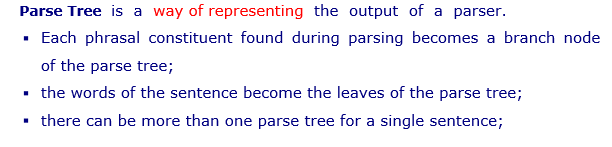 Parse Tree is a way of representing the output of a parser.
▪ Each phrasal constituent found during parsing becomes a branch node
of the parse tree;
▪ the words of the sentence become the leaves of the parse tree;
▪ there can be more than one parse tree for a single sentence;